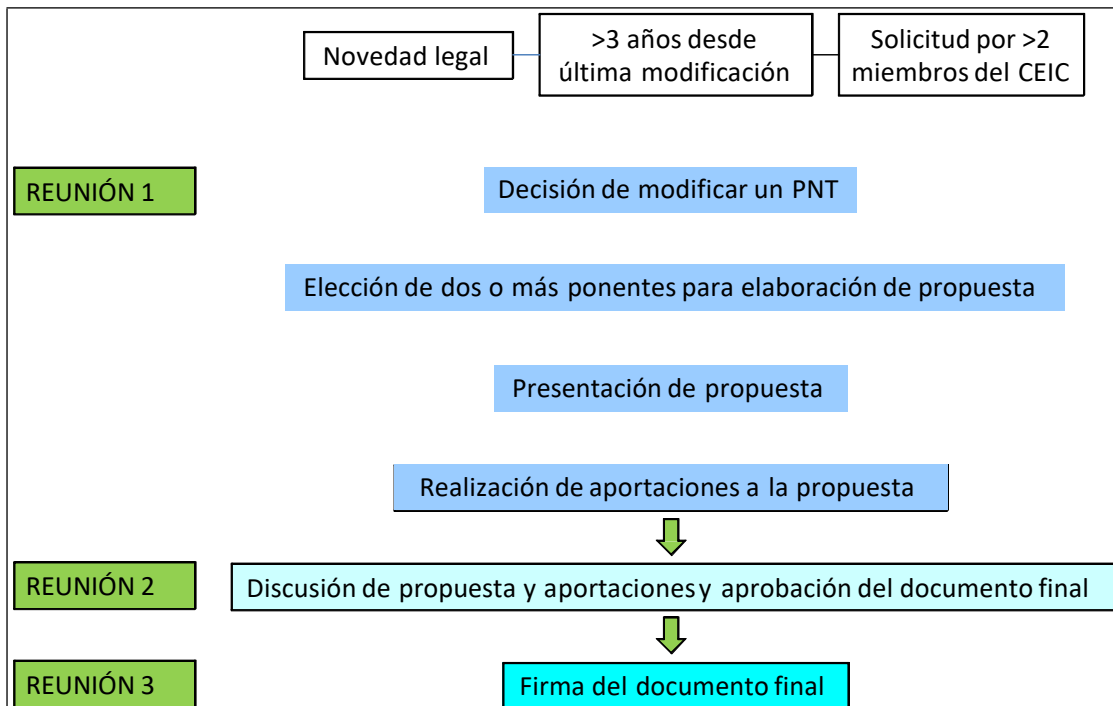 Novedad legal
>3 años desde
última modificación
Solicitud por >2
miembros del CEIC
REUNIÓN 1
Decisión de modificar un PNT
Elección de dos o más ponentes para elaboración de propuesta
Presentación de propuesta
Realización de aportaciones a la propuesta
REUNIÓN 2
Discusión de propuesta y aportaciones y aprobación del documento final
REUNIÓN 3
Firma del documento final